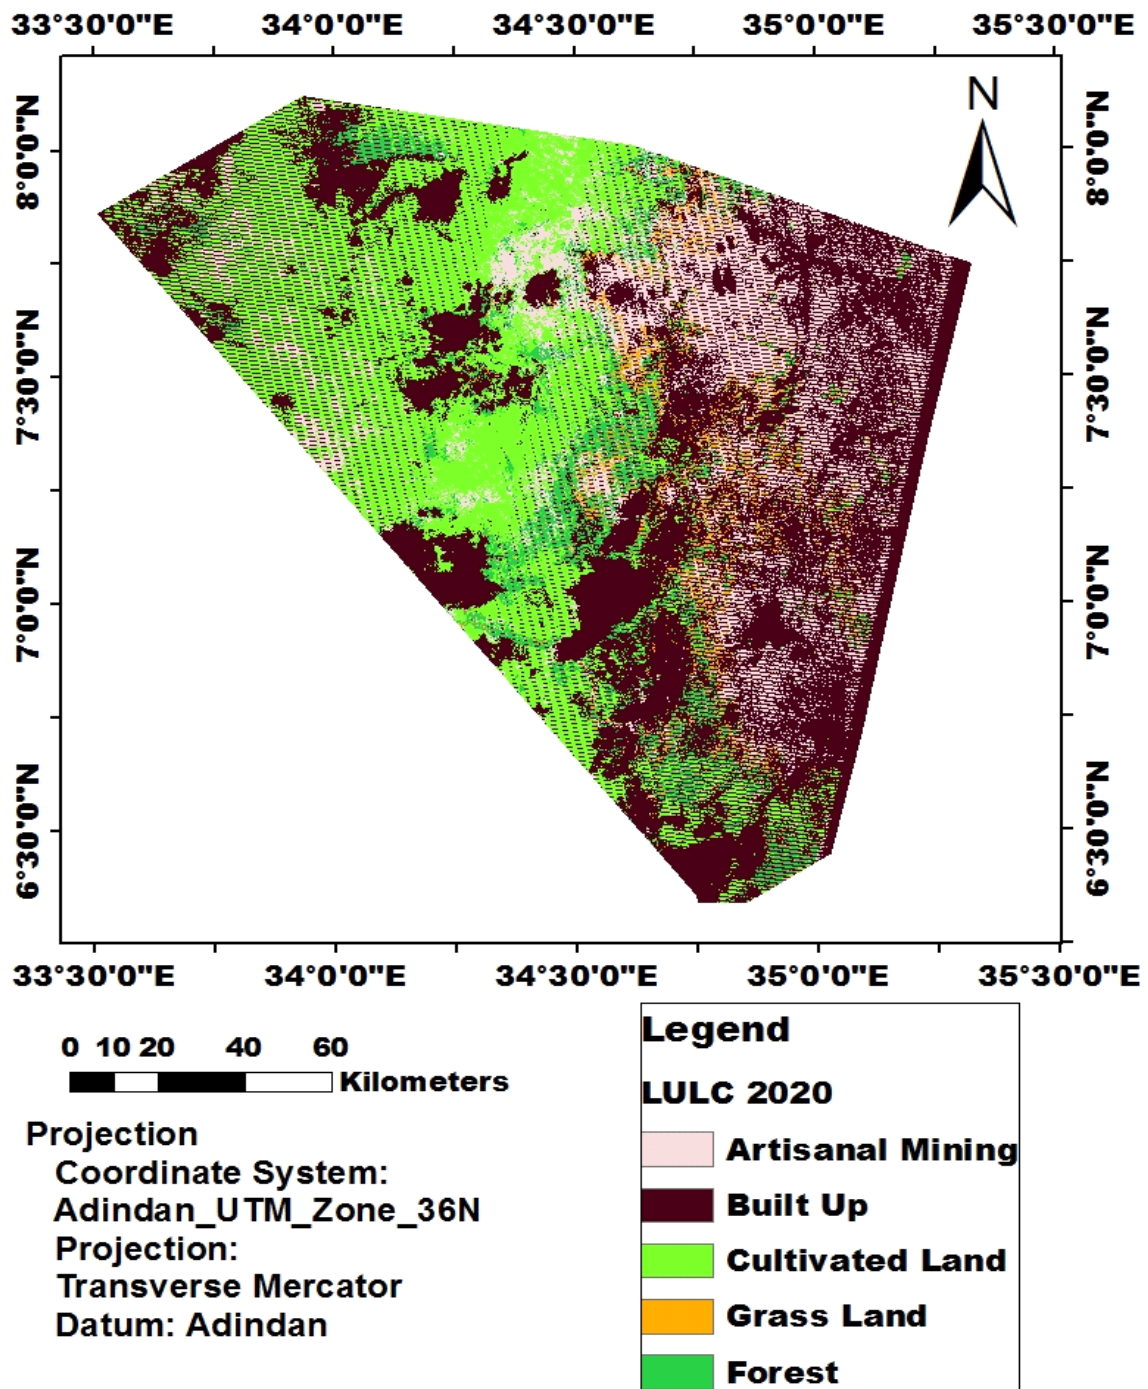 33°30'0"E 34°0'0"E 34°30'0"E 35°0'0"E 35°30'0"E
N
8°0'0"N
8°0'0"N
7°30'0"N
7°30'0"N
7°0'0"N
7°0'0"N
6°30'0"N
6°30'0"N
33°30'0"E 34°0'0"E 34°30'0"E 35°0'0"E 35°30'0"E
0 10 20 40 60
Kilometers
Projection
Coordinate System:
Adindan_UTM_Zone_36N
Projection:
Transverse Mercator
Datum: Adindan
Legend
LULC 2020
Artisanal Mining
Built Up
Cultivated Land
Grass Land
Forest